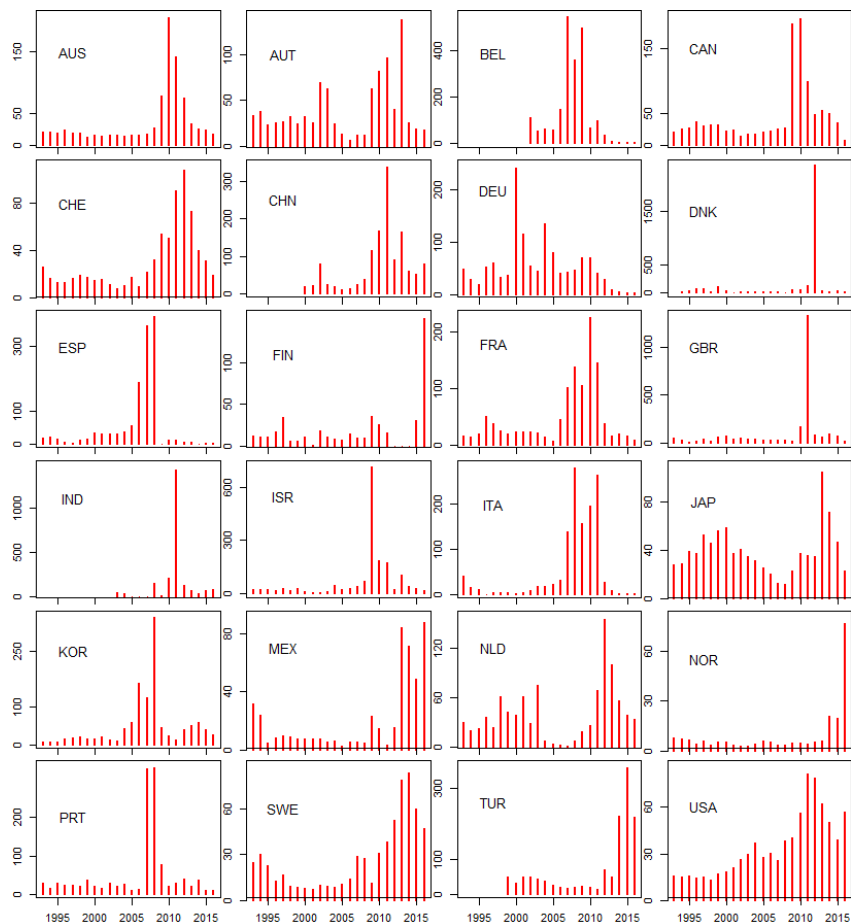 AUS AUT BEL CAN
0 50 150
0 50 100
0 200 400
0 50 150
CHE CHN DEU DNK
0 40 80
0 100 200 300
0 50 100 200
0 500 1500
ESP FIN FRA GBR
0 100 300
0 50 100
0 100 200
0 500 1000
IND ISR ITA JAP
0 500 1000
0 300 600
0 100 200
0 40 80
KOR MEX NLD NOR
0 100 250
0 40 80
0 60 120
0 30 60
PRT SWE TUR USA
0 100 200
0 30 60
0 100 300
0 30 60
1995 2000 2005 2010 2015 1995 2000 2005 2010 2015 1995 2000 2005 2010 2015 1995 2000 2005 2010 2015